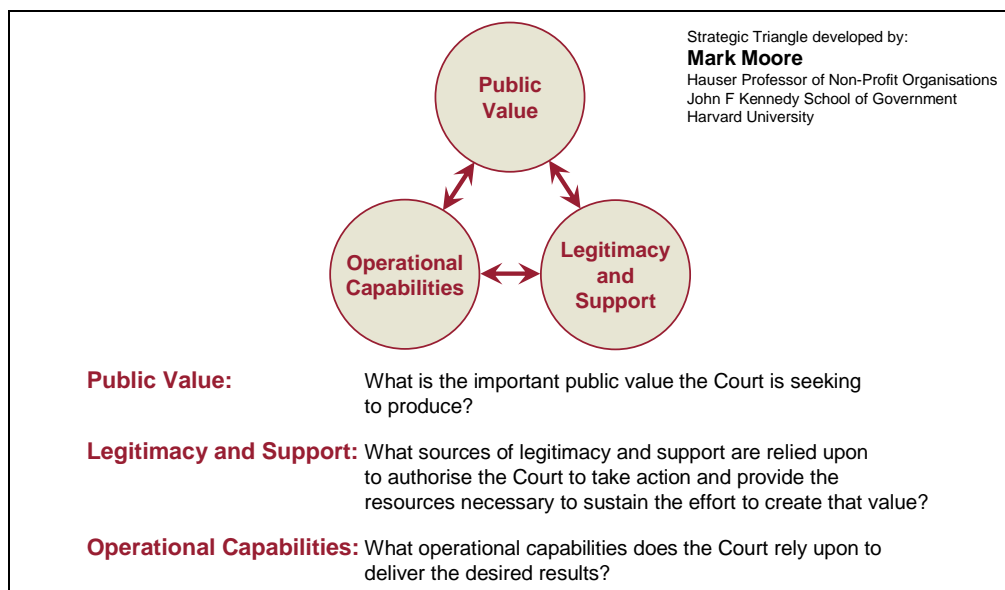 Strategic Triangle developed by:
Mark Moore
Hauser Professor of Non-Profit Organisations
John F Kennedy School of Government
Harvard University
Public
Value
Operational
Capabilities
Legitimacy
and
Support
Public Value: What is the important public value the Court is seeking
to produce?
Legitimacy and Support: What sources of legitimacy and support are relied upon
to authorise the Court to take action and provide the
resources necessary to sustain the effort to create that value?
Operational Capabilities: What operational capabilities does the Court rely upon to
deliver the desired results?